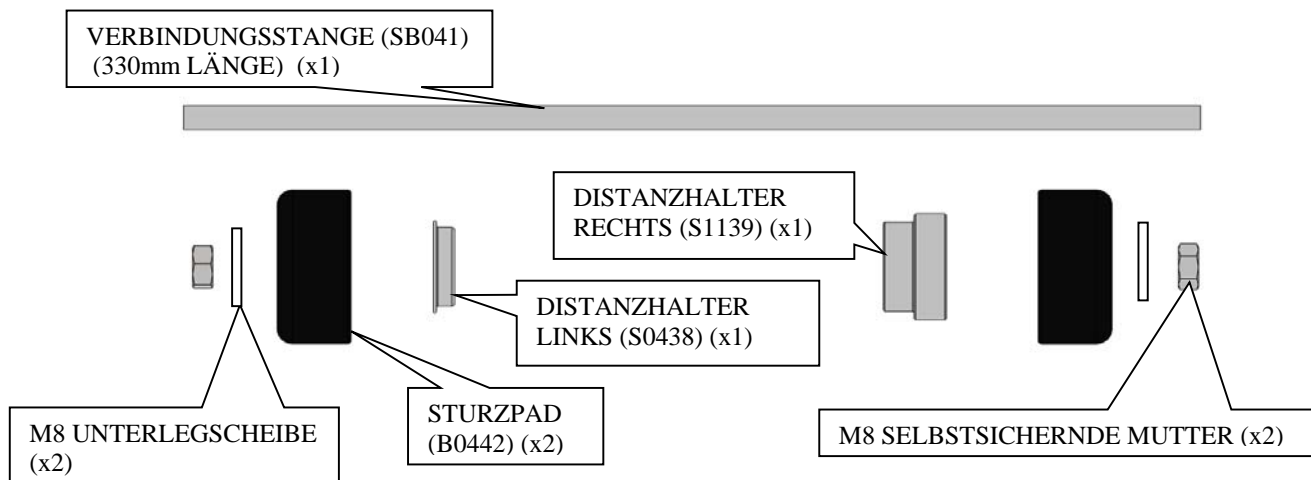 VERBINDUNGSSTANGE (SB041)
(330mm LÄNGE) (x1)
DISTANZHALTER
RECHTS (S1139) (x1)
DISTANZHALTER
LINKS (S0438) (x1)
STURZPAD
(B0442) (x2)
M8 UNTERLEGSCHEIBE
(x2)
M8 SELBSTSICHERNDE MUTTER (x2)